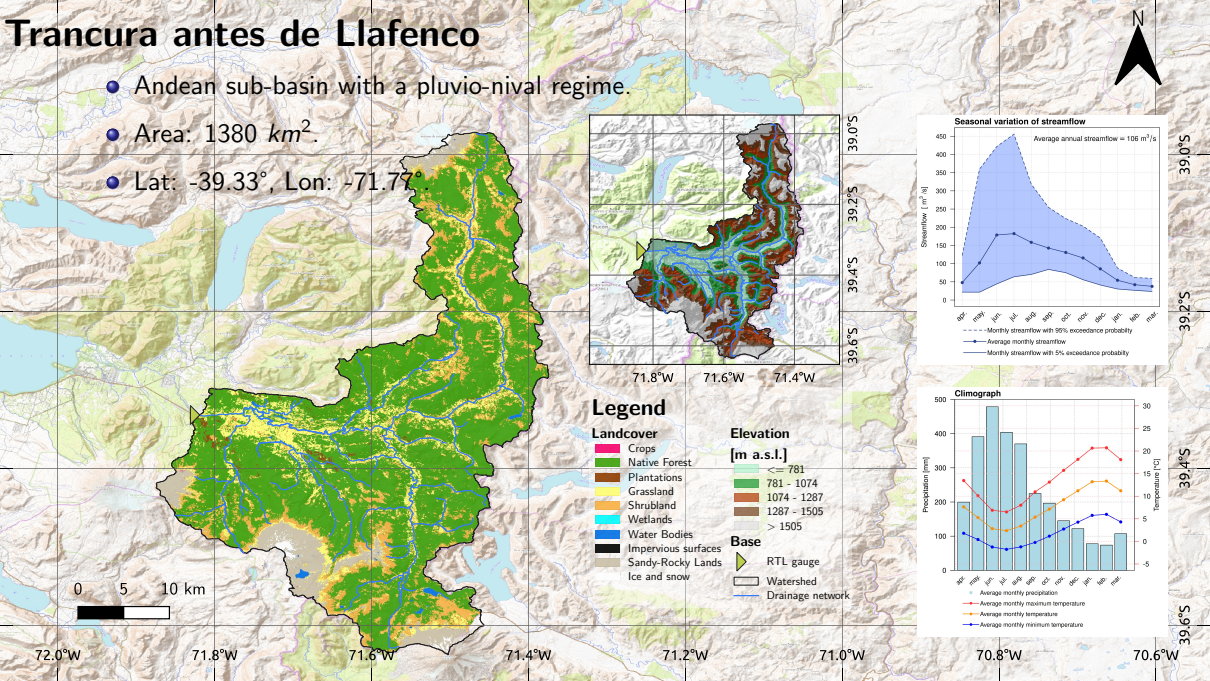 Trancura antes de Llafenco
Andean sub-basin with a pluvio-nival regime.
Area: 1380 km².
Lat: -39.33°, Lon: -71.77°.
N
39.0°S
39.2°S
39.4°S
39.6°S
71.8°W 71.6°W 71.4°W
Seasonal variation of streamflow
Average annual streamflow = 106 m³/s
Streamflow [ m³ /s]
450
400
350
300
250
200
150
100
50
0
apr. may. jun. jul. aug. sep. oct. nov. dec. jan. feb. mar.
Monthly streamflow with 95% exceedance probabilty
Average monthly streamflow
Monthly streamflow with 5% exceedance probabilty
39.0°S
39.2°S
39.4°S
39.6°S
Legend
Landcover
Crops
Native Forest
Plantations
Grassland
Shrubland
Wetlands
Water Bodies
Impervious surfaces
Sandy-Rocky Lands
Ice and snow
Elevation
[m a.s.l.]
<= 781
781 - 1074
1074 - 1287
1287 - 1505
> 1505
Base
RTL gauge
Watershed
Drainage network
Climograph
Precipitation [mm]
500
400
300
200
100
0
Temperature [°C]
30
25
20
15
10
5
0
-5
apr. may. jun. jul. aug. sep. oct. nov. dec. jan. feb. mar.
Average monthly precipitation
Average monthly maximum temperature
Average monthly temperature
Average monthly minimum temperature
0 5 10 km
72.0°W 71.8°W 71.6°W 71.4°W 71.2°W 71.0°W 70.8°W 70.6°W